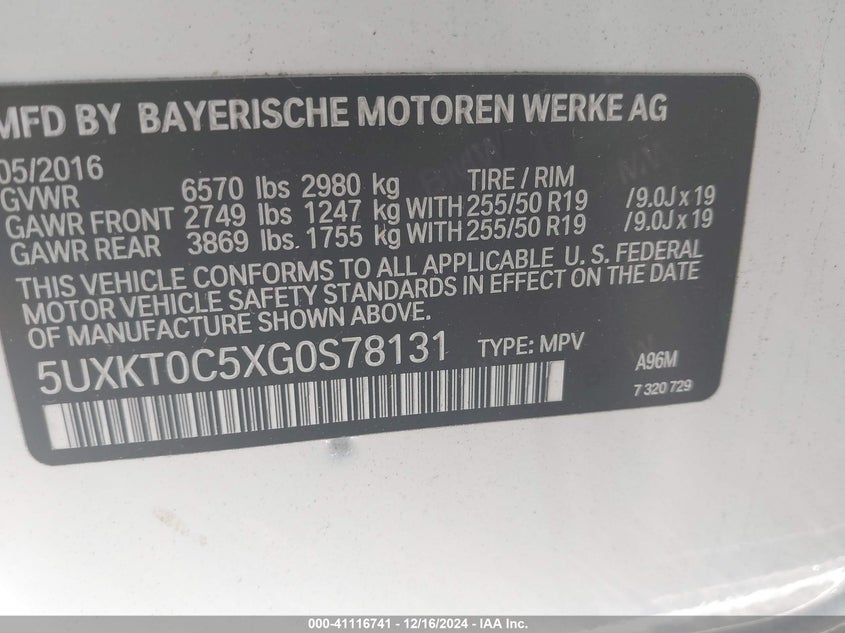 MFD BY BAYERISCHE MOTOREN WERKE AG
05/2016
GVWR 6570 lbs 2980 kg TIRE / RIM
GAWR FRONT 2749 lbs 1247 kg WITH 255/50 R19 /9.0J x 19
GAWR REAR 3869 lbs. 1755 kg WITH 255/50 R19 /9.0J x 19
THIS VEHICLE CONFORMS TO ALL APPLICABLE U. S. FEDERAL
MOTOR VEHICLE SAFETY STANDARDS IN EFFECT ON THE DATE
OF MANUFACTURE SHOWN ABOVE.
5UXKT0C5XG0S78131 TYPE: MPV A96M
7 320 729
000-41116741 - 12/16/2024 - IAA Inc.